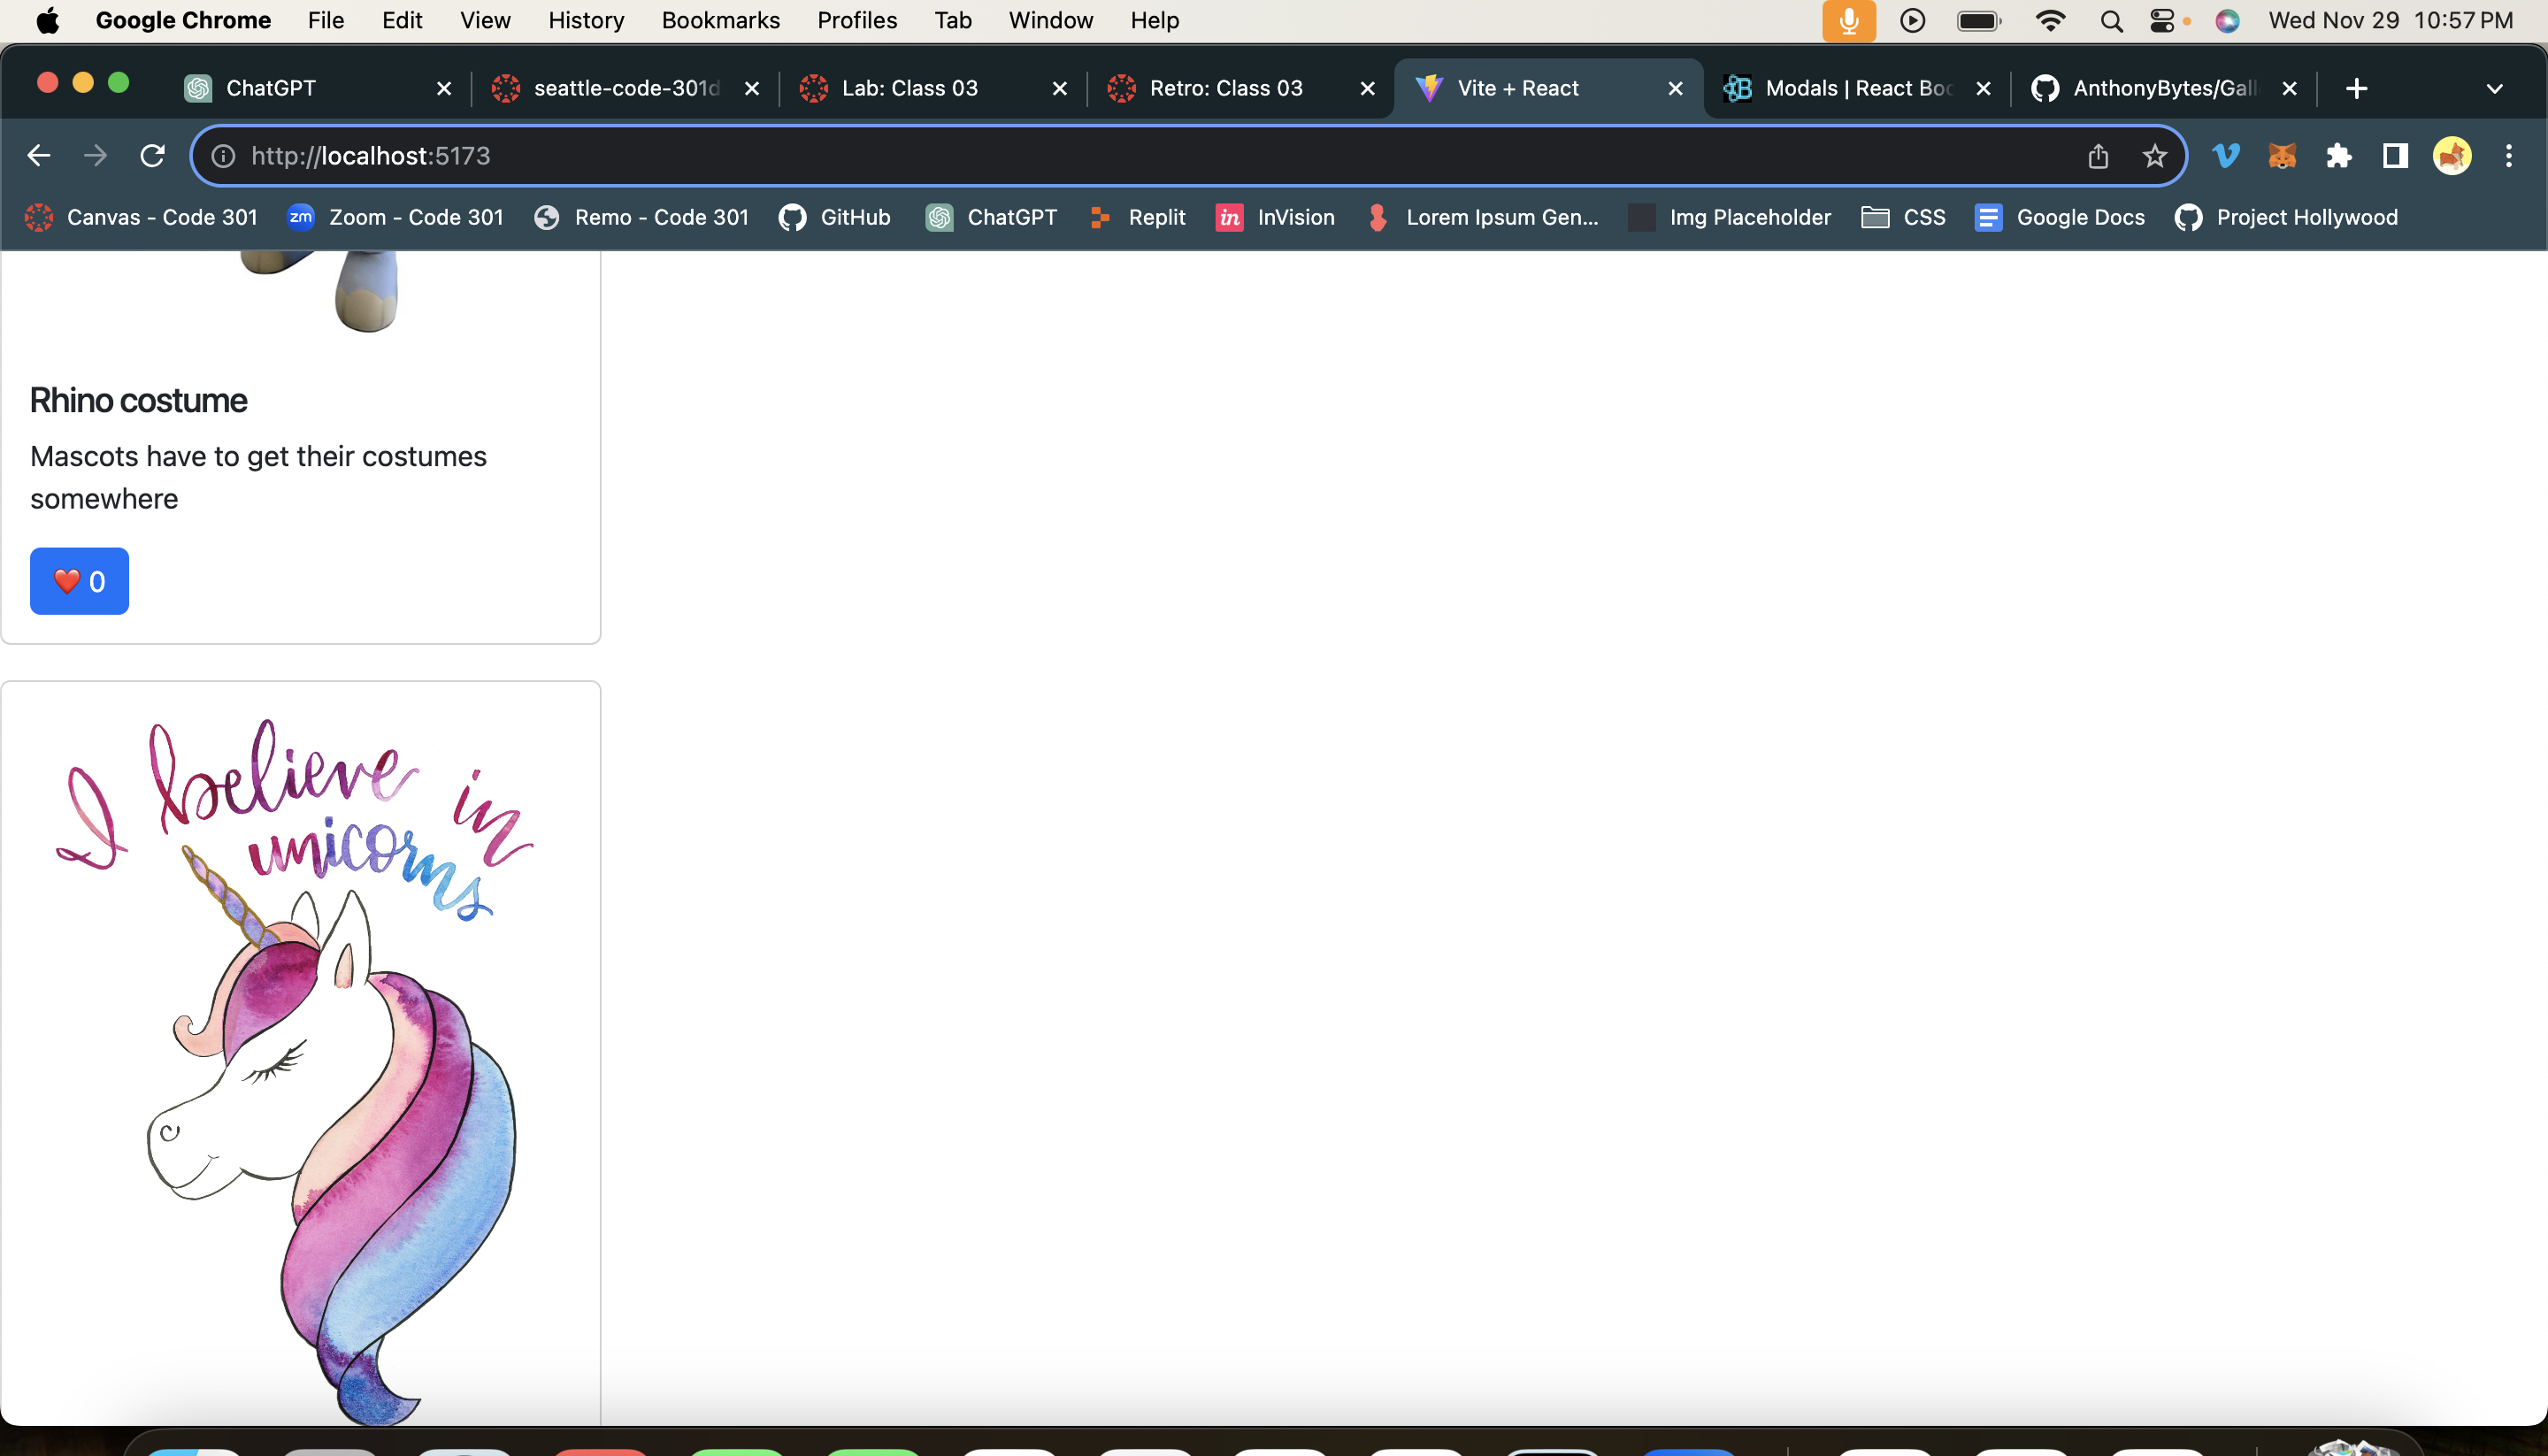 Google Chrome File Edit View History Bookmarks Profiles Tab Window Help Wed Nov 29 10:57 PM
ChatGPT seattle-code-301d Lab: Class 03 Retro: Class 03 Vite + React Modals | React Boo AnthonyBytes/Gall
http://localhost:5173
Canvas - Code 301 zm Zoom - Code 301 Remo - Code 301 GitHub ChatGPT Replit in InVision Lorem Ipsum Gen... Img Placeholder CSS Google Docs Project Hollywood
Rhino costume
Mascots have to get their costumes
somewhere
❤️ 0
I believe in
unicorns